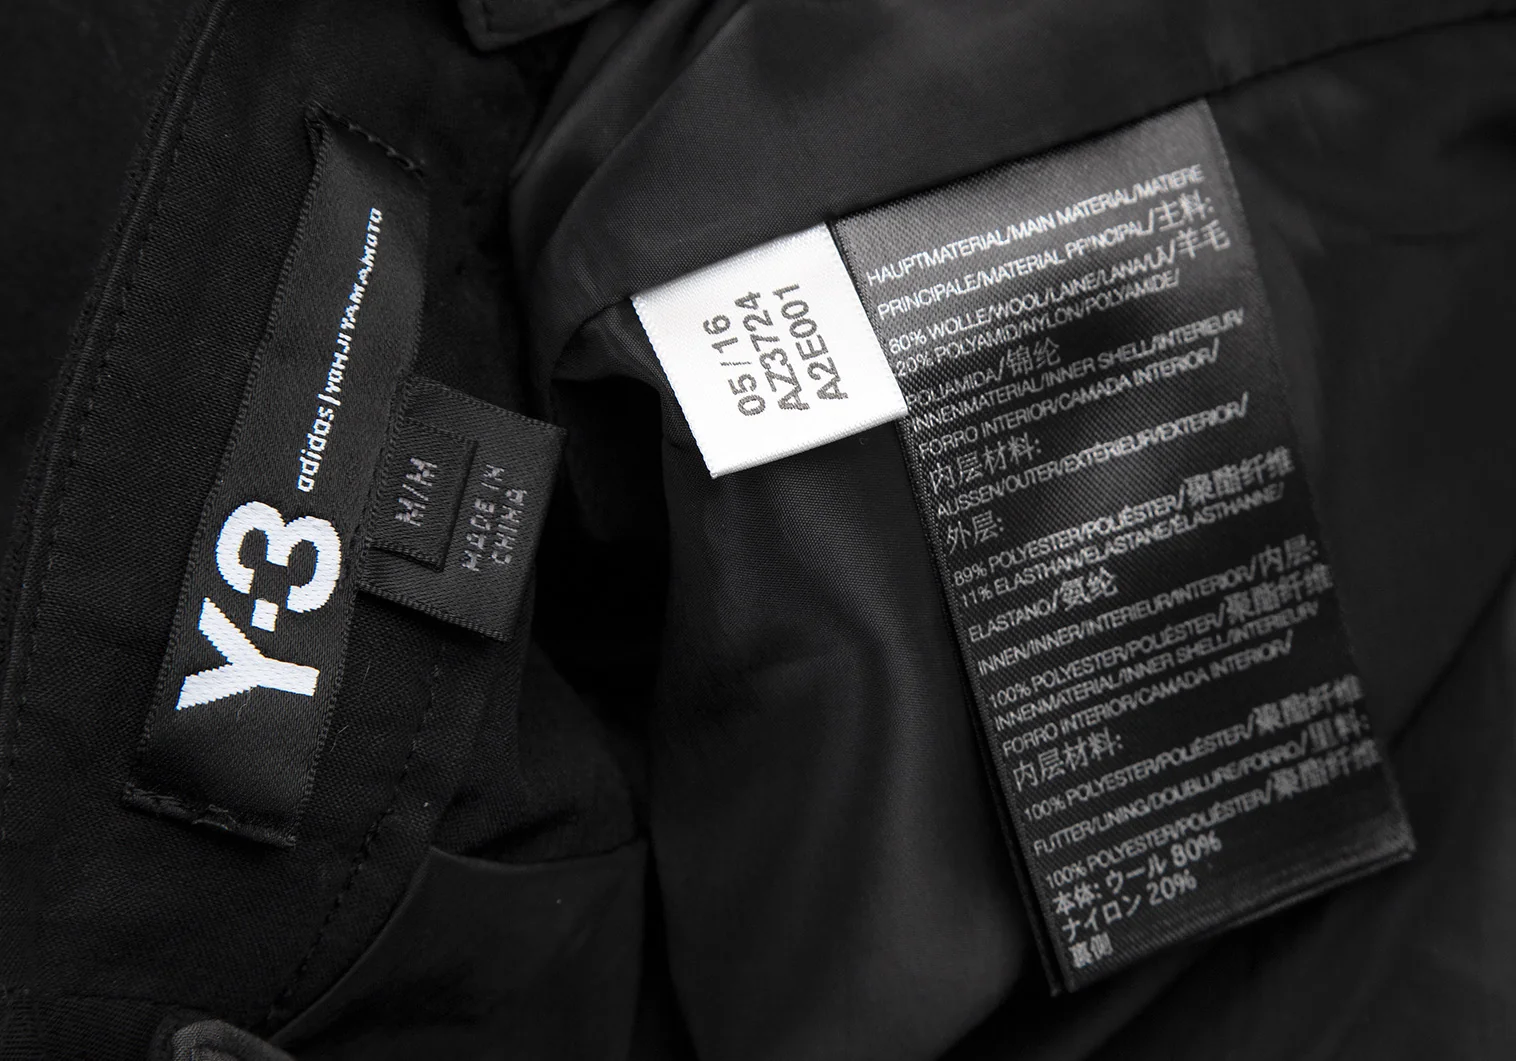 Y-3
adidas|YOHJIYAMAMOTO
M/M
MADE IN
CHINA
05/16
AZ3724
A2E001
HAUPTMATERIAL/MAIN MATERIAL/MATIERE
PRINCIPALE/MATERIAL PRINCIPAL/主料:
80% WOLLE/WOOL/LAINE/LANA/LÃ/羊毛
20% POLYAMID/NYLON/POLYAMIDE/
POLIAMIDA/锦纶
INNENMATERIAL/INNER SHELL/INTERIEUR/
FORRO INTERIOR/CAMADA INTERIOR/
内层材料:
AUSSEN/OUTER/EXTÉRIEUR/EXTERIOR/
外层:
89% POLYESTER/POLIÉSTER/聚酯纤维
11% ELASTHAN/ELASTANE/ÉLASTHANNE/
ELASTANO/氨纶
INNEN/INNER/INTERIEUR/INTERIOR/内层:
100% POLYESTER/POLIÉSTER/聚酯纤维
INNENMATERIAL/INNER SHELL/INTERIEUR/
FORRO INTERIOR/CAMADA INTERIOR/
内层材料:
100% POLYESTER/POLIÉSTER/聚酯纤维
FUTTER/LINING/DOUBLURE/FORRO/里料:
100% POLYESTER/POLIÉSTER/聚酯纤维
本体: ウール 80%
ナイロン 20%
裏側